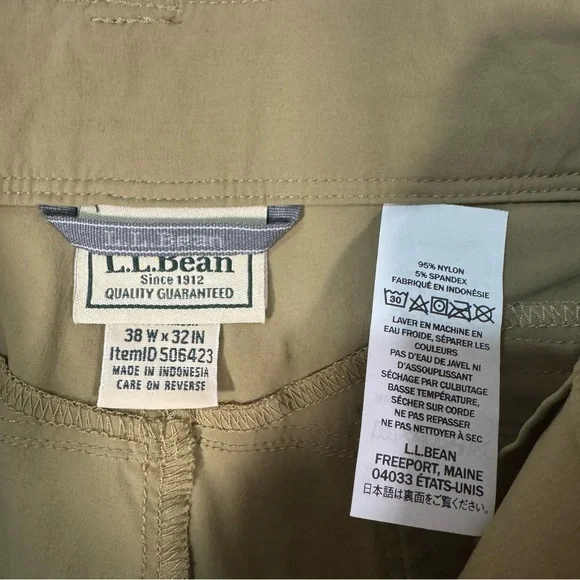 L.L.Bean
L.L.Bean
Since 1912
QUALITY GUARANTEED
38 W x 32 IN
ItemID 506423
MADE IN INDONESIA
CARE ON REVERSE
95% NYLON
5% SPANDEX
FABRIQUÉ EN INDONÉSIE
30
LAVER EN MACHINE EN
EAU FROIDE, SÉPARER LES
COULEURS
PAS D'EAU DE JAVEL NI
D'ASSOUPLISSANT
SÉCHAGE PAR CULBUTAGE
BASSE TEMPÉRATURE,
SÉCHER SUR CORDE
NE PAS REPASSER
NE PAS NETTOYER À SEC
L.L.BEAN
FREEPORT, MAINE
04033 ÉTATS-UNIS
日本語は裏面をご覧ください。